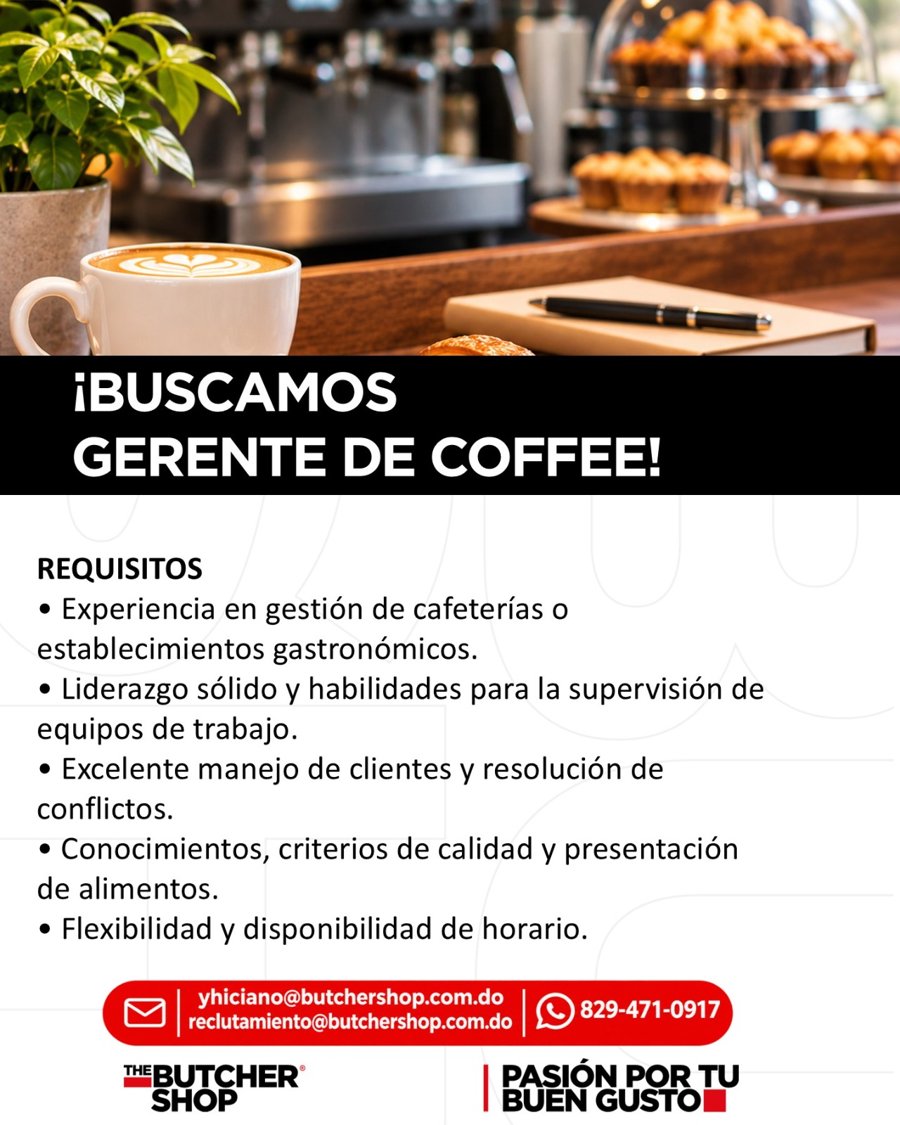 ¡BUSCAMOS
GERENTE DE COFFEE!
REQUISITOS
• Experiencia en gestión de cafeterías o
establecimientos gastronómicos.
• Liderazgo sólido y habilidades para la supervisión de
equipos de trabajo.
• Excelente manejo de clientes y resolución de
conflictos.
• Conocimientos, criterios de calidad y presentación
de alimentos.
• Flexibilidad y disponibilidad de horario.
yhiciano@butchershop.com.do
reclutamiento@butchershop.com.do
829-471-0917
THE BUTCHER®
SHOP
PASIÓN POR TU
BUEN GUSTO